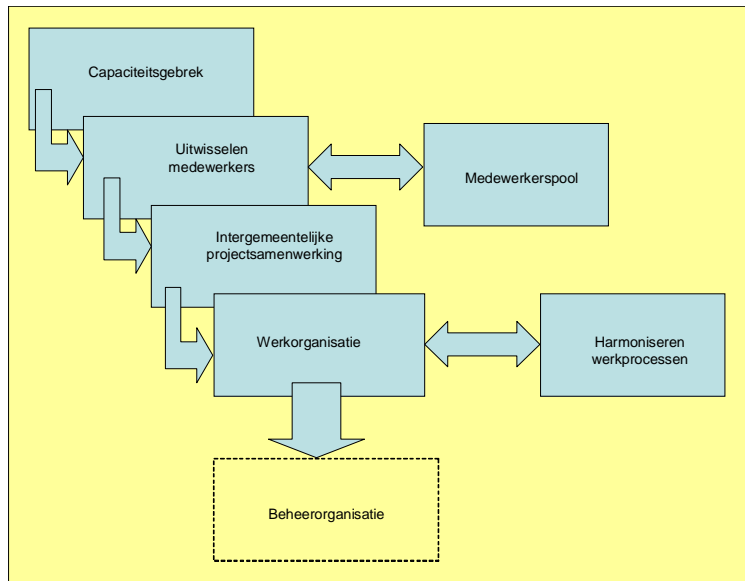 Capaciteitsgebrek
Uitwisselen
medewerkers
Medewerkerspool
Intergemeentelijke
projectsamenwerking
Werkorganisatie
Harmoniseren
werkprocessen
Beheerorganisatie